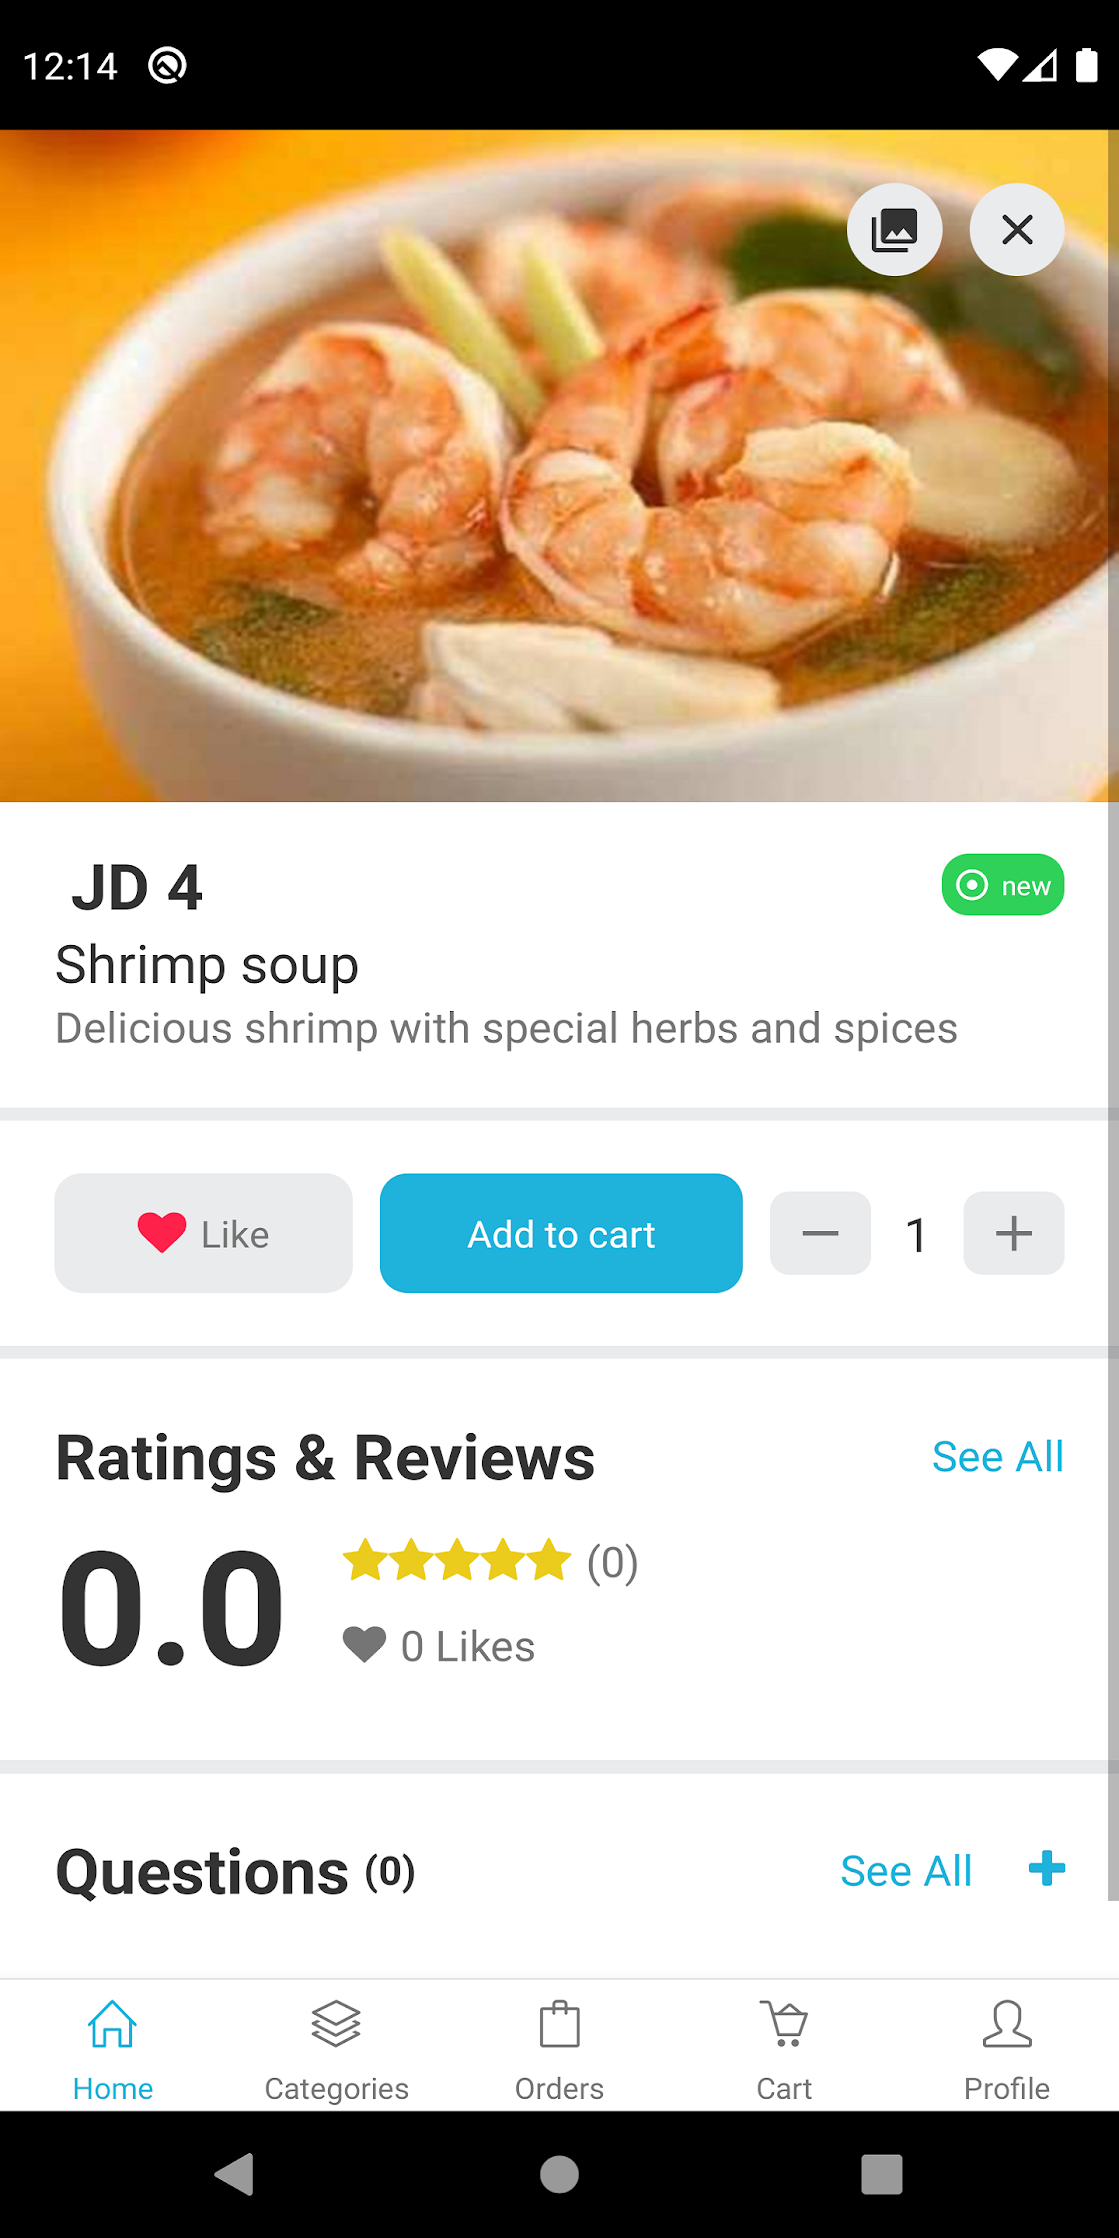 12:14
JD 4
new
Shrimp soup
Delicious shrimp with special herbs and spices
Like
Add to cart
1
Ratings & Reviews
See All
0.0
(0)
0 Likes
Questions (0)
See All
Home
Categories
Orders
Cart
Profile